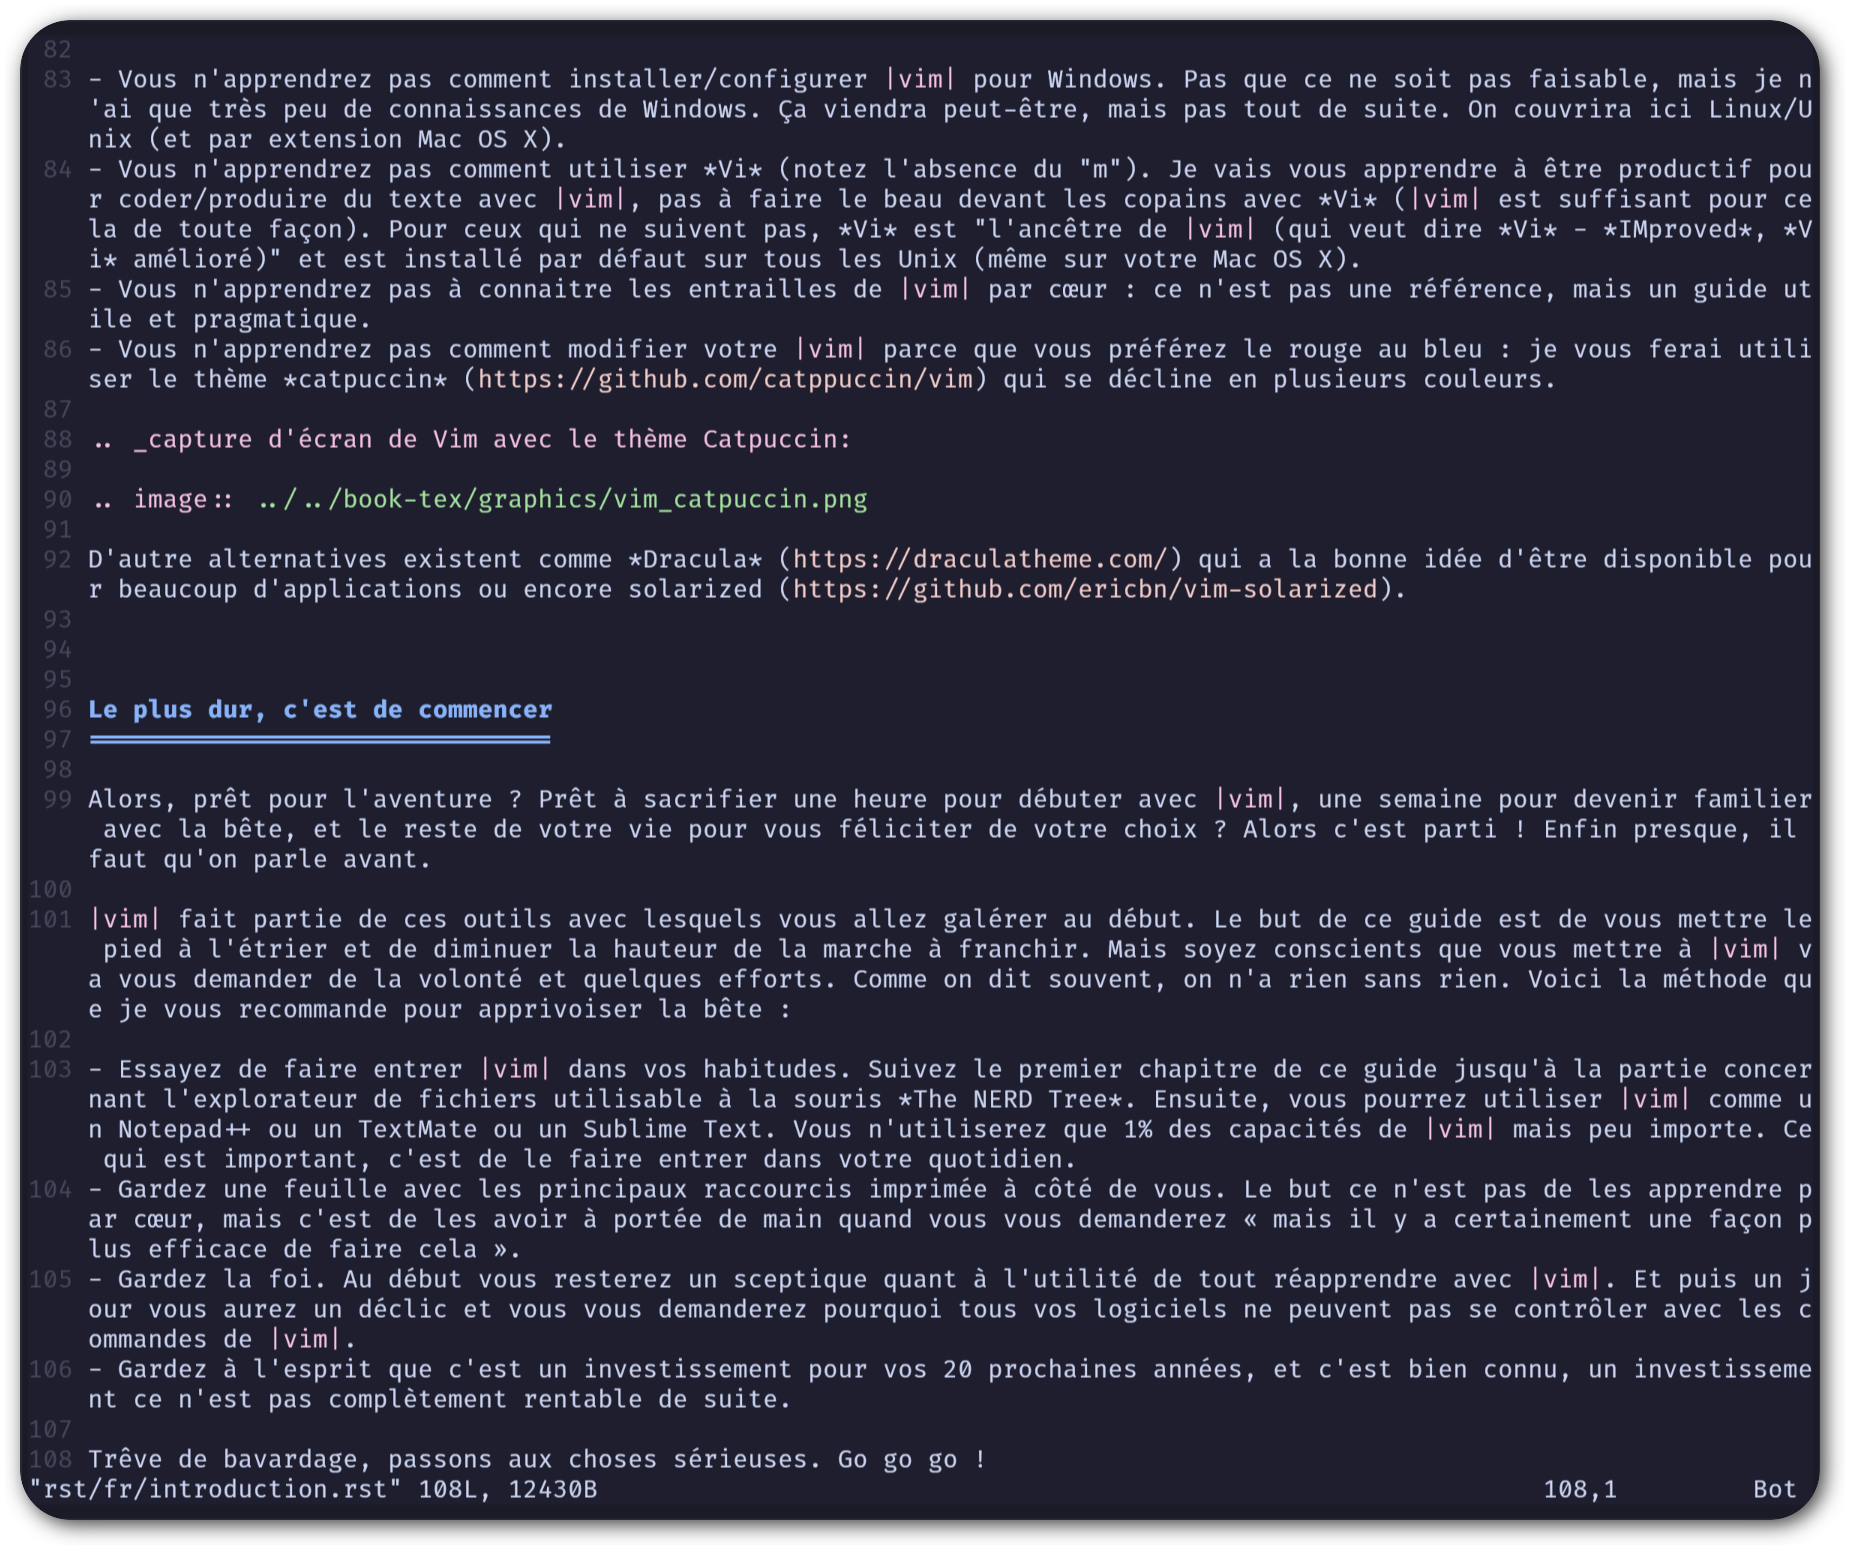 82
83 - Vous n'apprendrez pas comment installer/configurer |vim| pour Windows. Pas que ce ne soit pas faisable, mais je n
'ai que très peu de connaissances de Windows. Ça viendra peut-être, mais pas tout de suite. On couvrira ici Linux/U
nix (et par extension Mac OS X).
84 - Vous n'apprendrez pas comment utiliser *Vi* (notez l'absence du "m"). Je vais vous apprendre à être productif pou
r coder/produire du texte avec |vim|, pas à faire le beau devant les copains avec *Vi* (|vim| est suffisant pour ce
la de toute façon). Pour ceux qui ne suivent pas, *Vi* est "l'ancêtre de |vim| (qui veut dire *Vi* - *IMproved*, *V
i* amélioré)" et est installé par défaut sur tous les Unix (même sur votre Mac OS X).
85 - Vous n'apprendrez pas à connaitre les entrailles de |vim| par cœur : ce n'est pas une référence, mais un guide ut
ile et pragmatique.
86 - Vous n'apprendrez pas comment modifier votre |vim| parce que vous préférez le rouge au bleu : je vous ferai utili
ser le thème *catpuccin* (https://github.com/catppuccin/vim) qui se décline en plusieurs couleurs.
87
88 .. _capture d'écran de Vim avec le thème Catpuccin:
89
90 .. image:: ../../book-tex/graphics/vim_catpuccin.png
91
92 D'autre alternatives existent comme *Dracula* (https://draculatheme.com/) qui a la bonne idée d'être disponible pou
r beaucoup d'applications ou encore solarized (https://github.com/ericbn/vim-solarized).
93
94
95
96 Le plus dur, c'est de commencer
97 ===============================
98
99 Alors, prêt pour l'aventure ? Prêt à sacrifier une heure pour débuter avec |vim|, une semaine pour devenir familier
avec la bête, et le reste de votre vie pour vous féliciter de votre choix ? Alors c'est parti ! Enfin presque, il
faut qu'on parle avant.
100
101 |vim| fait partie de ces outils avec lesquels vous allez galérer au début. Le but de ce guide est de vous mettre le
pied à l'étrier et de diminuer la hauteur de la marche à franchir. Mais soyez conscients que vous mettre à |vim| v
a vous demander de la volonté et quelques efforts. Comme on dit souvent, on n'a rien sans rien. Voici la méthode qu
e je vous recommande pour apprivoiser la bête :
102
103 - Essayez de faire entrer |vim| dans vos habitudes. Suivez le premier chapitre de ce guide jusqu'à la partie concer
nant l'explorateur de fichiers utilisable à la souris *The NERD Tree*. Ensuite, vous pourrez utiliser |vim| comme u
n Notepad++ ou un TextMate ou un Sublime Text. Vous n'utiliserez que 1% des capacités de |vim| mais peu importe. Ce
qui est important, c'est de le faire entrer dans votre quotidien.
104 - Gardez une feuille avec les principaux raccourcis imprimée à côté de vous. Le but ce n'est pas de les apprendre p
ar cœur, mais c'est de les avoir à portée de main quand vous vous demanderez « mais il y a certainement une façon p
lus efficace de faire cela ».
105 - Gardez la foi. Au début vous resterez un sceptique quant à l'utilité de tout réapprendre avec |vim|. Et puis un j
our vous aurez un déclic et vous vous demanderez pourquoi tous vos logiciels ne peuvent pas se contrôler avec les c
ommandes de |vim|.
106 - Gardez à l'esprit que c'est un investissement pour vos 20 prochaines années, et c'est bien connu, un investisseme
nt ce n'est pas complètement rentable de suite.
107
108 Trêve de bavardage, passons aux choses sérieuses. Go go go !
"rst/fr/introduction.rst" 108L, 12430B 108,1 Bot